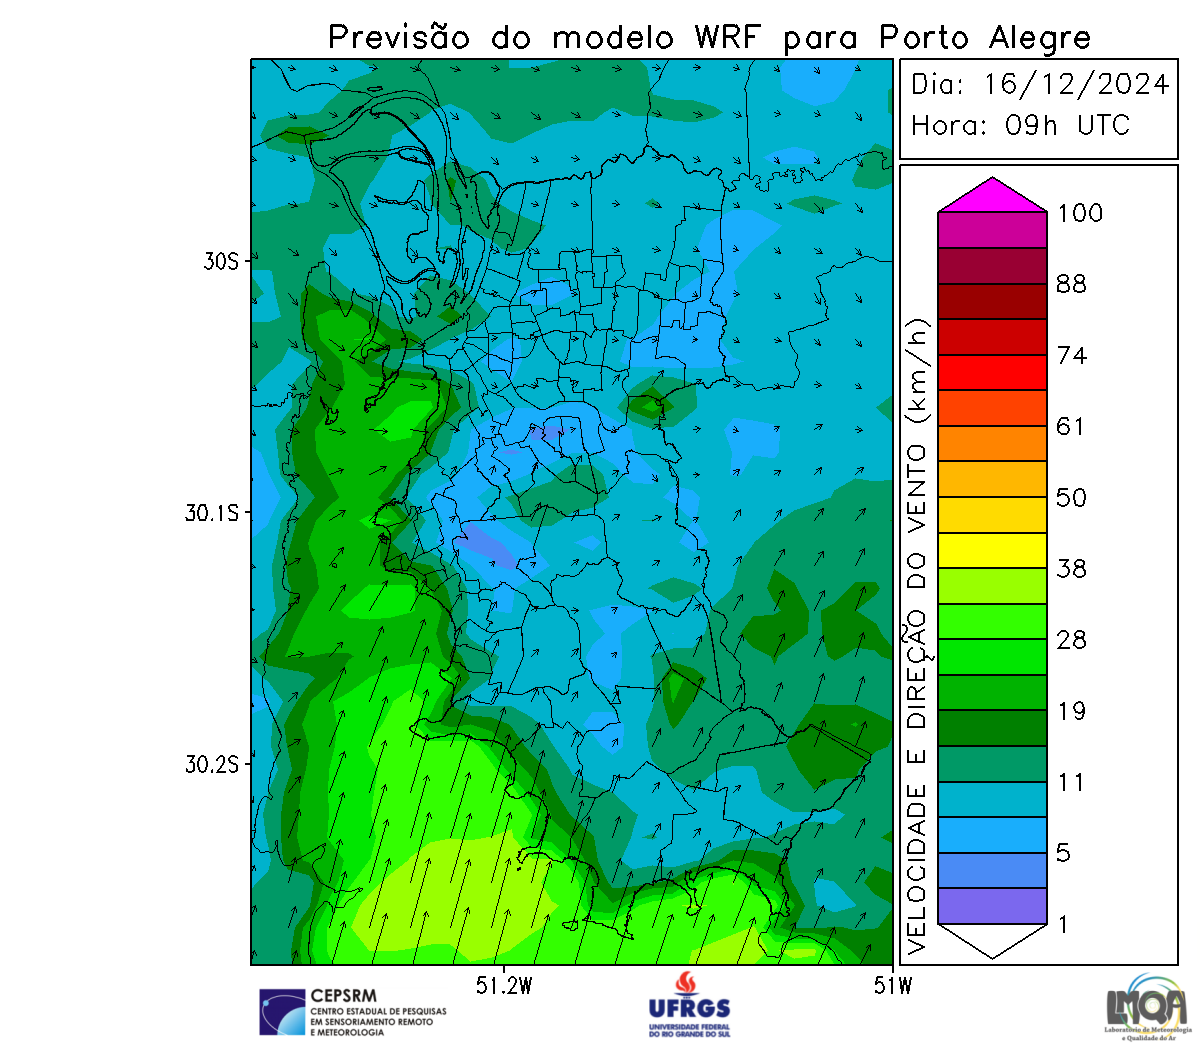 Previsão do modelo WRF para Porto Alegre
Dia: 16/12/2024
Hora: 09h UTC
30S
30.1S
30.2S
51.2W
51W
VELOCIDADE E DIREÇÃO DO VENTO (km/h)
100
88
74
61
50
38
28
19
11
5
1
CEPSRM
CENTRO ESTADUAL DE PESQUISAS
EM SENSORIAMENTO REMOTO
E METEOROLOGIA
UFRGS
UNIVERSIDADE FEDERAL
DO RIO GRANDE DO SUL
LMQA
Laboratório de Meteorologia
e Qualidade do Ar